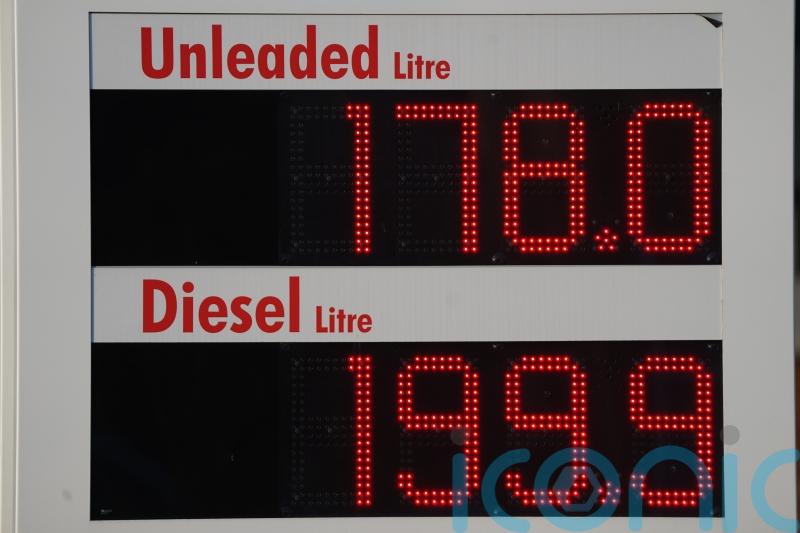 Unleaded Litre
178.0
Diesel Litre
199.9
iconic